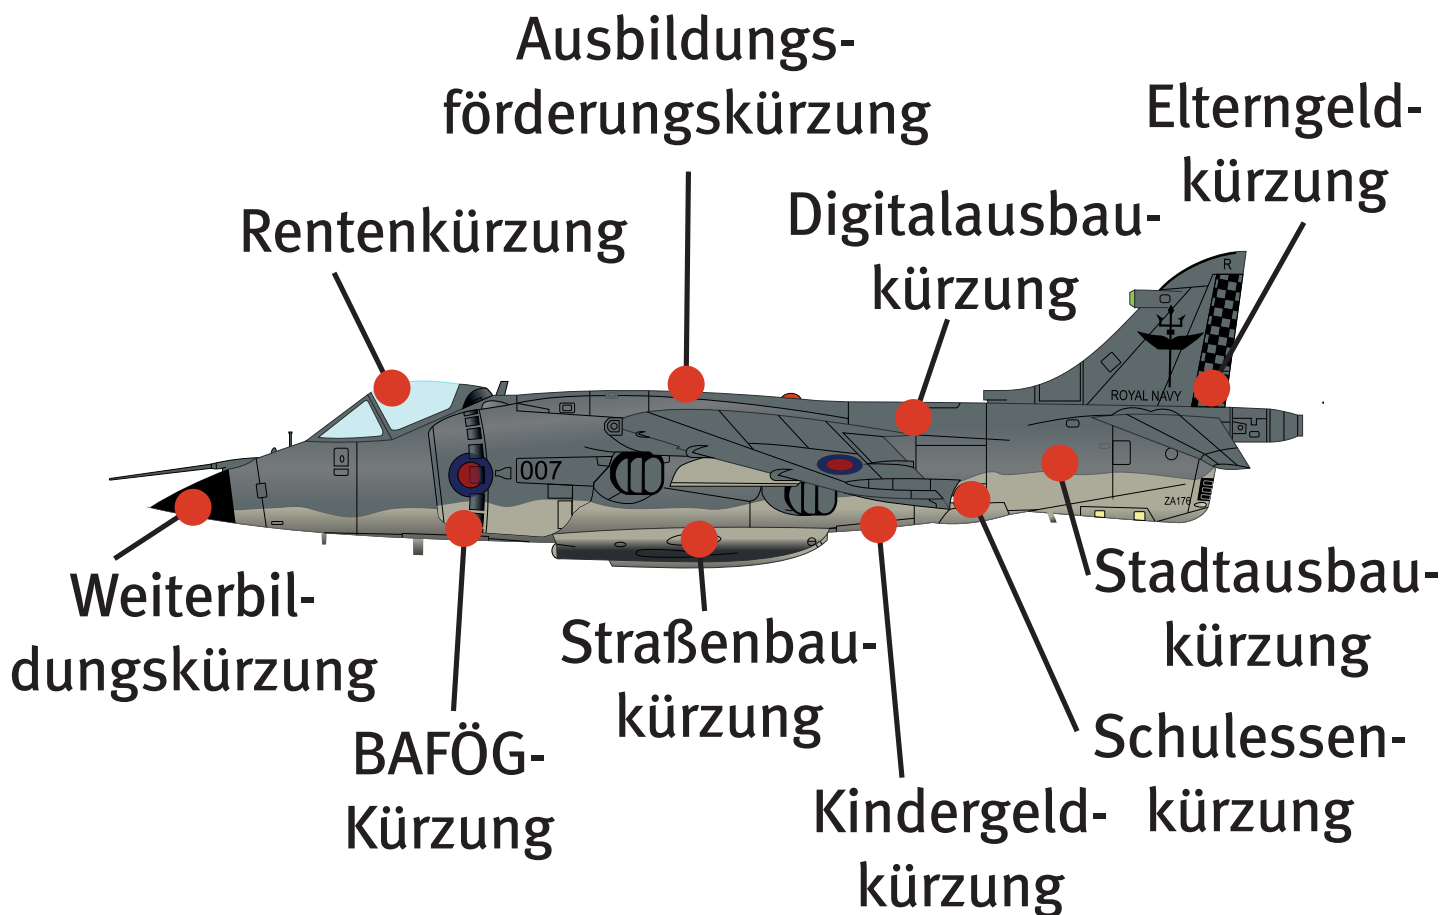 Ausbildungs-
förderungskürzung
Elterngeld-
kürzung
Rentenkürzung
Digitalausbau-
kürzung
R
ROYAL NAVY
007
ZA176
Weiterbil-
dungskürzung
BAFÖG-
Kürzung
Straßenbau-
kürzung
Kindergeld-
kürzung
Schulessen-
kürzung
Stadtausbau-
kürzung